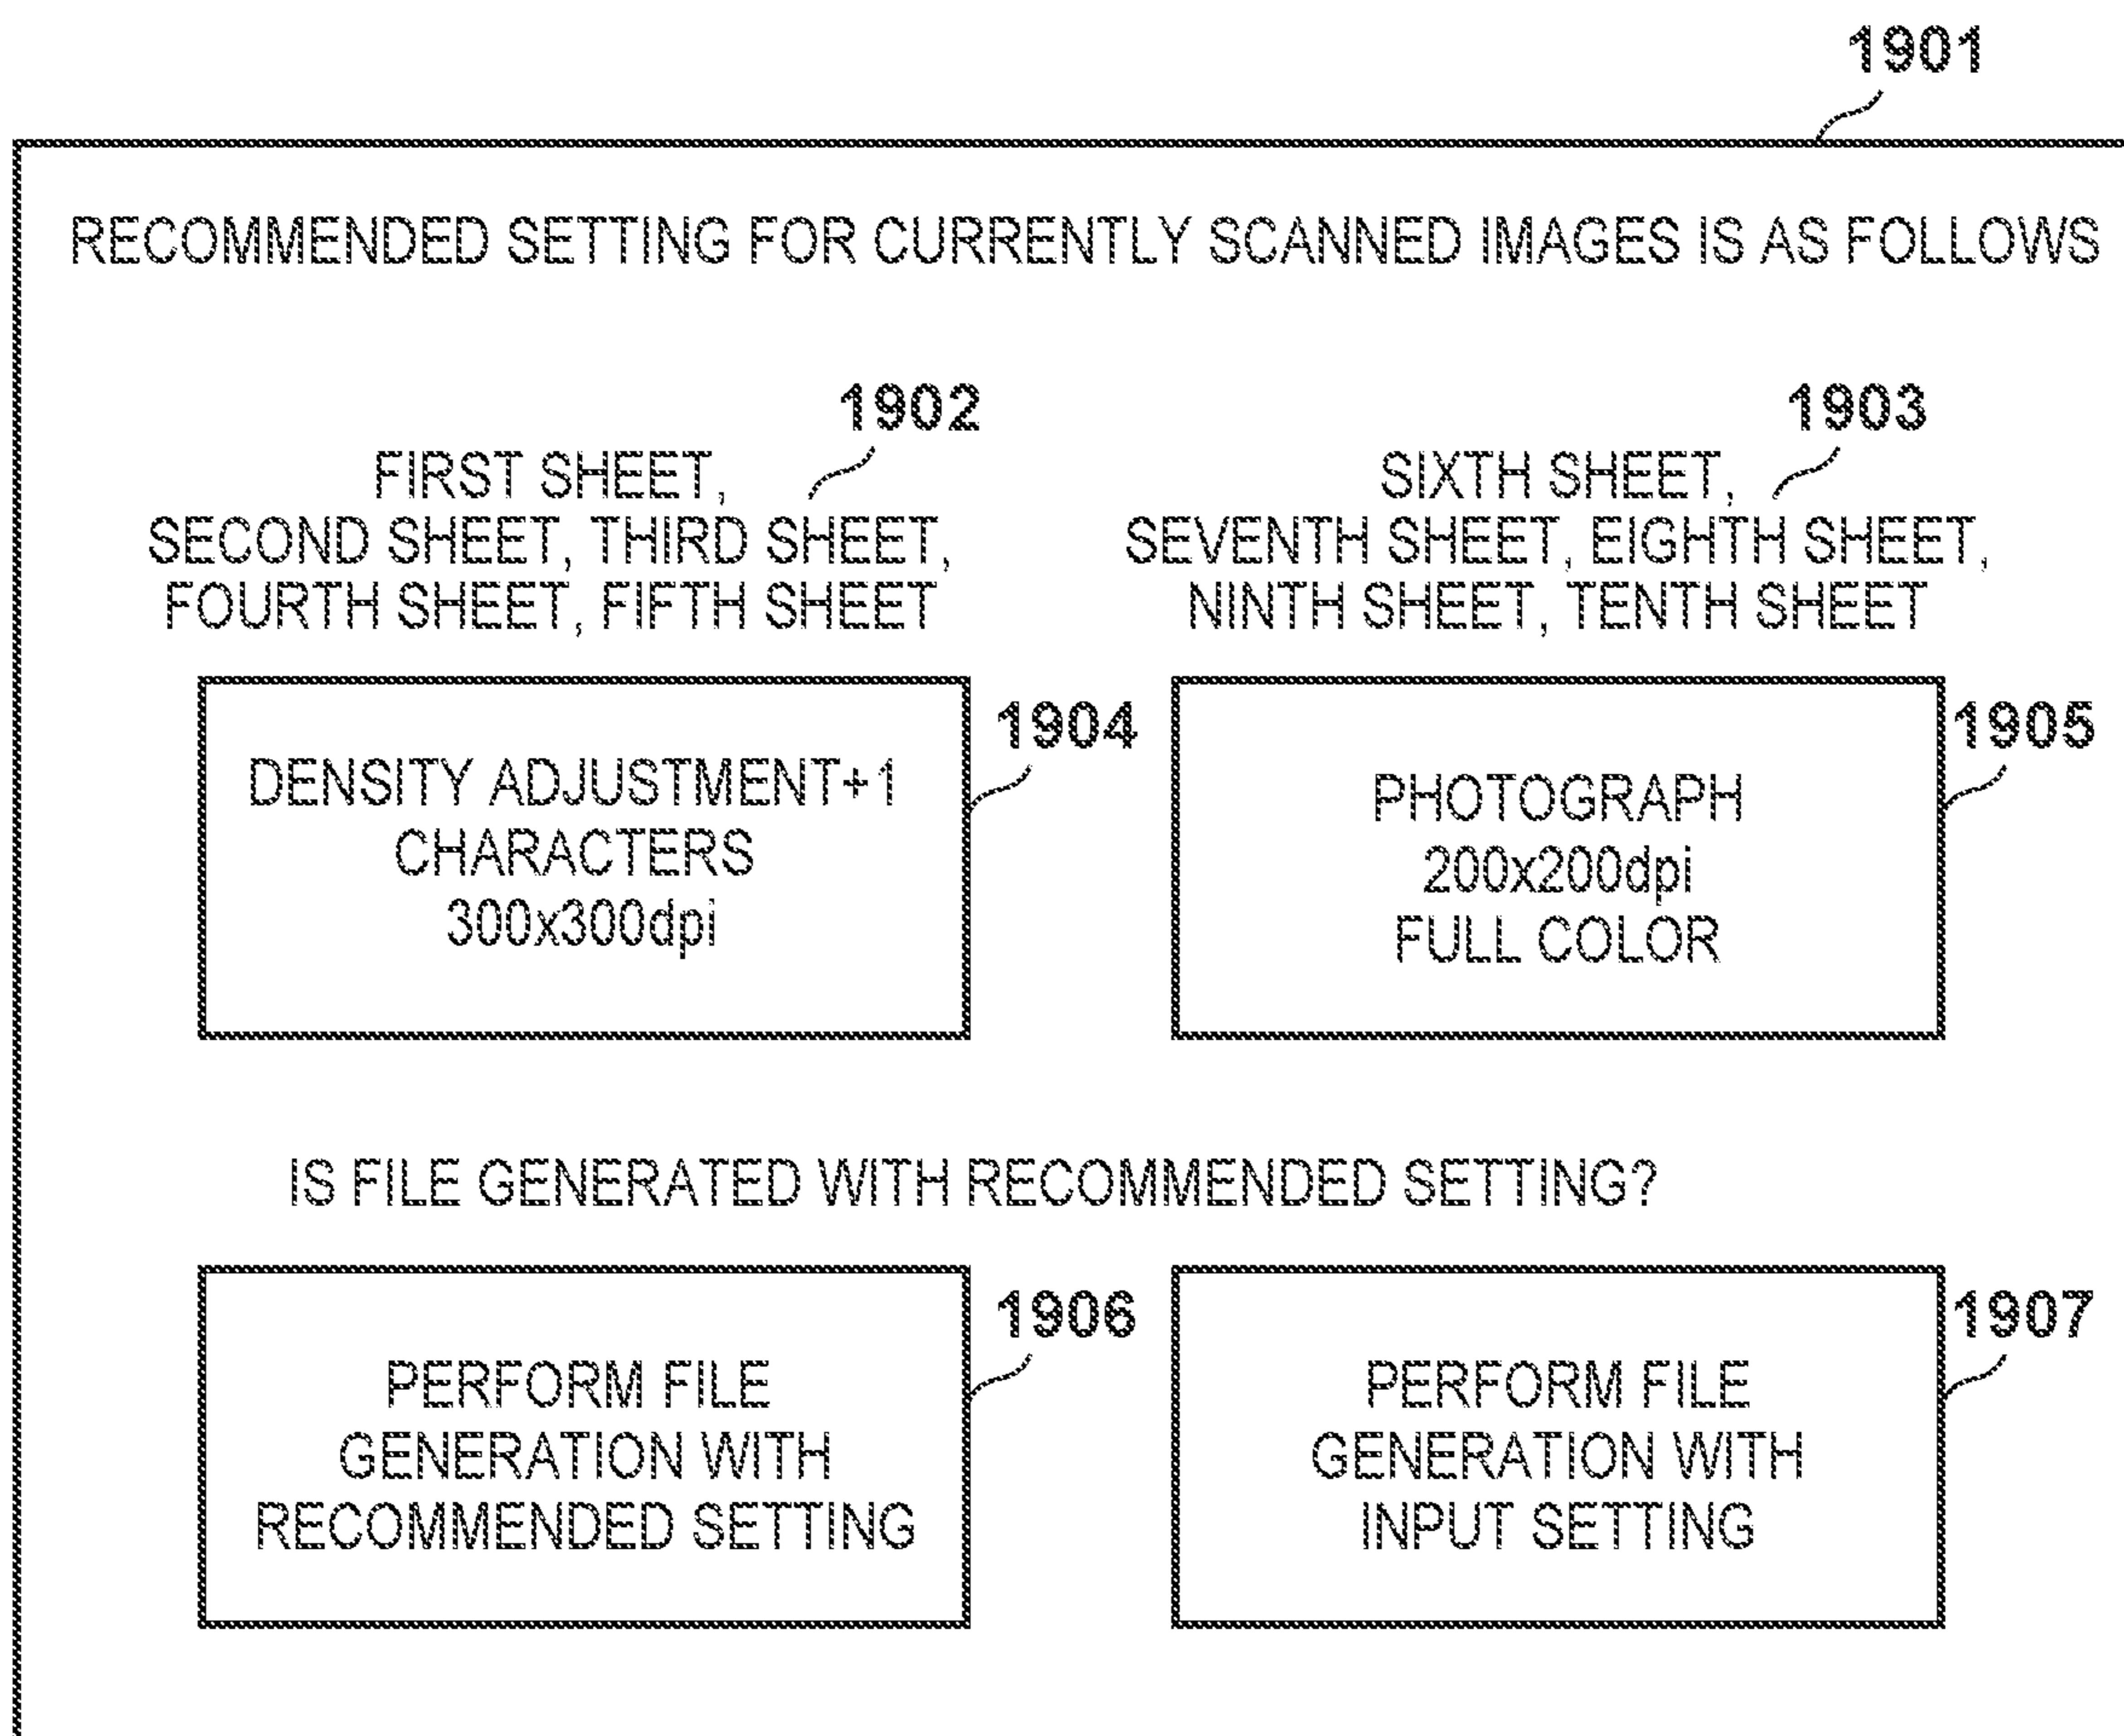 1901
RECOMMENDED SETTING FOR CURRENTLY SCANNED IMAGES IS AS FOLLOWS
1902
FIRST SHEET,
SECOND SHEET, THIRD SHEET,
FOURTH SHEET, FIFTH SHEET
1903
SIXTH SHEET,
SEVENTH SHEET, EIGHTH SHEET,
NINTH SHEET, TENTH SHEET
1904
DENSITY ADJUSTMENT+1
CHARACTERS
300x300dpi
1905
PHOTOGRAPH
200x200dpi
FULL COLOR
IS FILE GENERATED WITH RECOMMENDED SETTING?
1906
PERFORM FILE
GENERATION WITH
RECOMMENDED SETTING
1907
PERFORM FILE
GENERATION WITH
INPUT SETTING